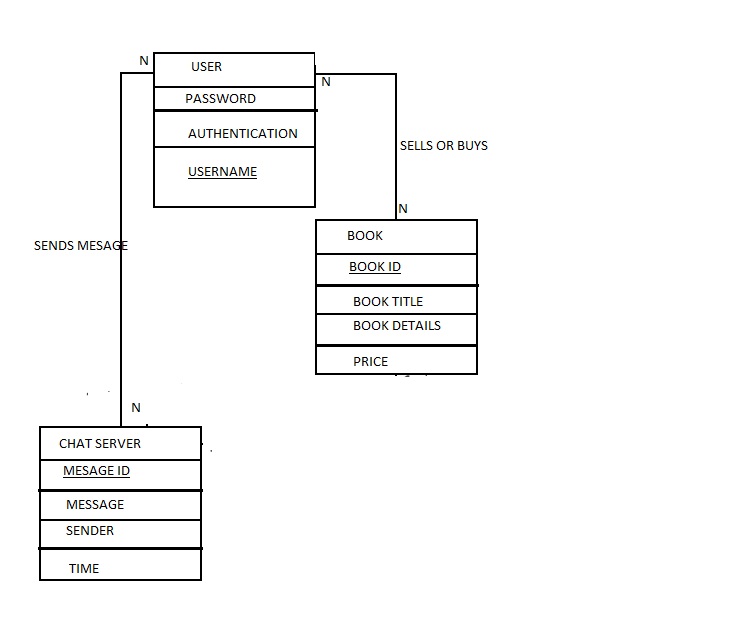 N
USER
N
PASSWORD
AUTHENTICATION
USERNAME
SELLS OR BUYS
N
BOOK
BOOK ID
BOOK TITLE
BOOK DETAILS
PRICE
SENDS MESAGE
N
CHAT SERVER
MESAGE ID
MESSAGE
SENDER
TIME